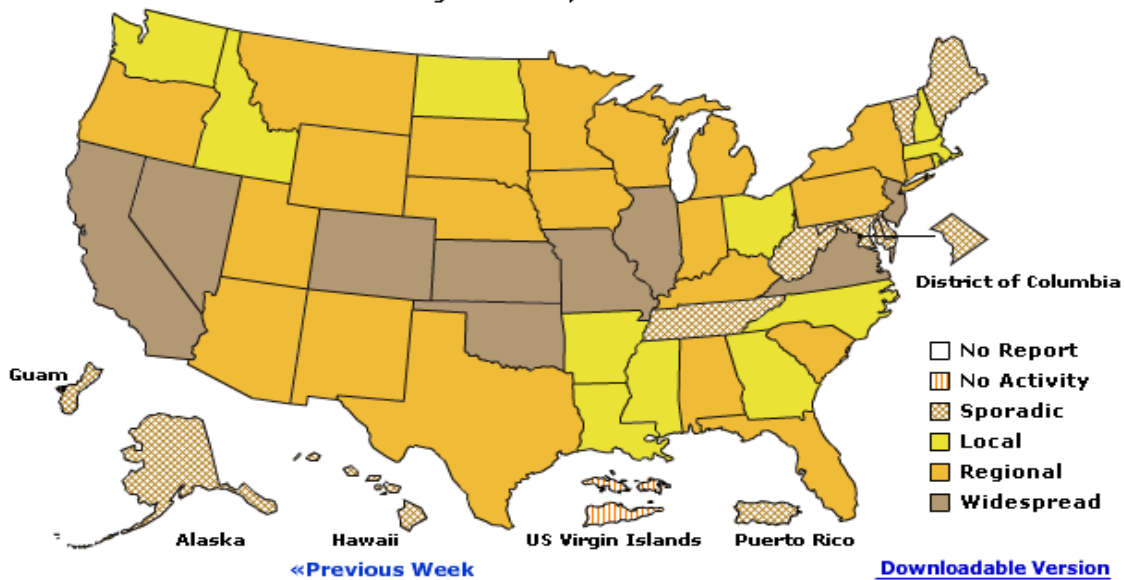 District of Columbia
No Report
Guam
No Activity
Sporadic
Local
Regional
Widespread
Alaska
Hawaii
US Virgin Islands
Puerto Rico
«Previous Week
Downloadable Version